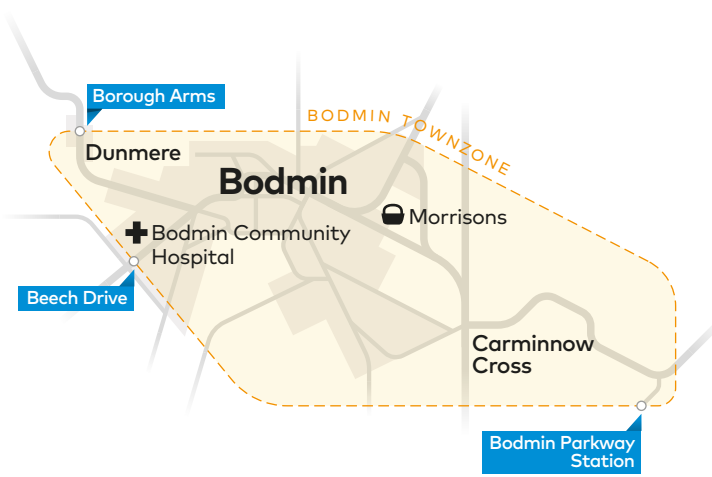 Borough Arms
BODMIN TOWNZONE
Dunmere
Bodmin
Morrisons
Bodmin Community
Hospital
Beech Drive
Carminnow
Cross
Bodmin Parkway
Station